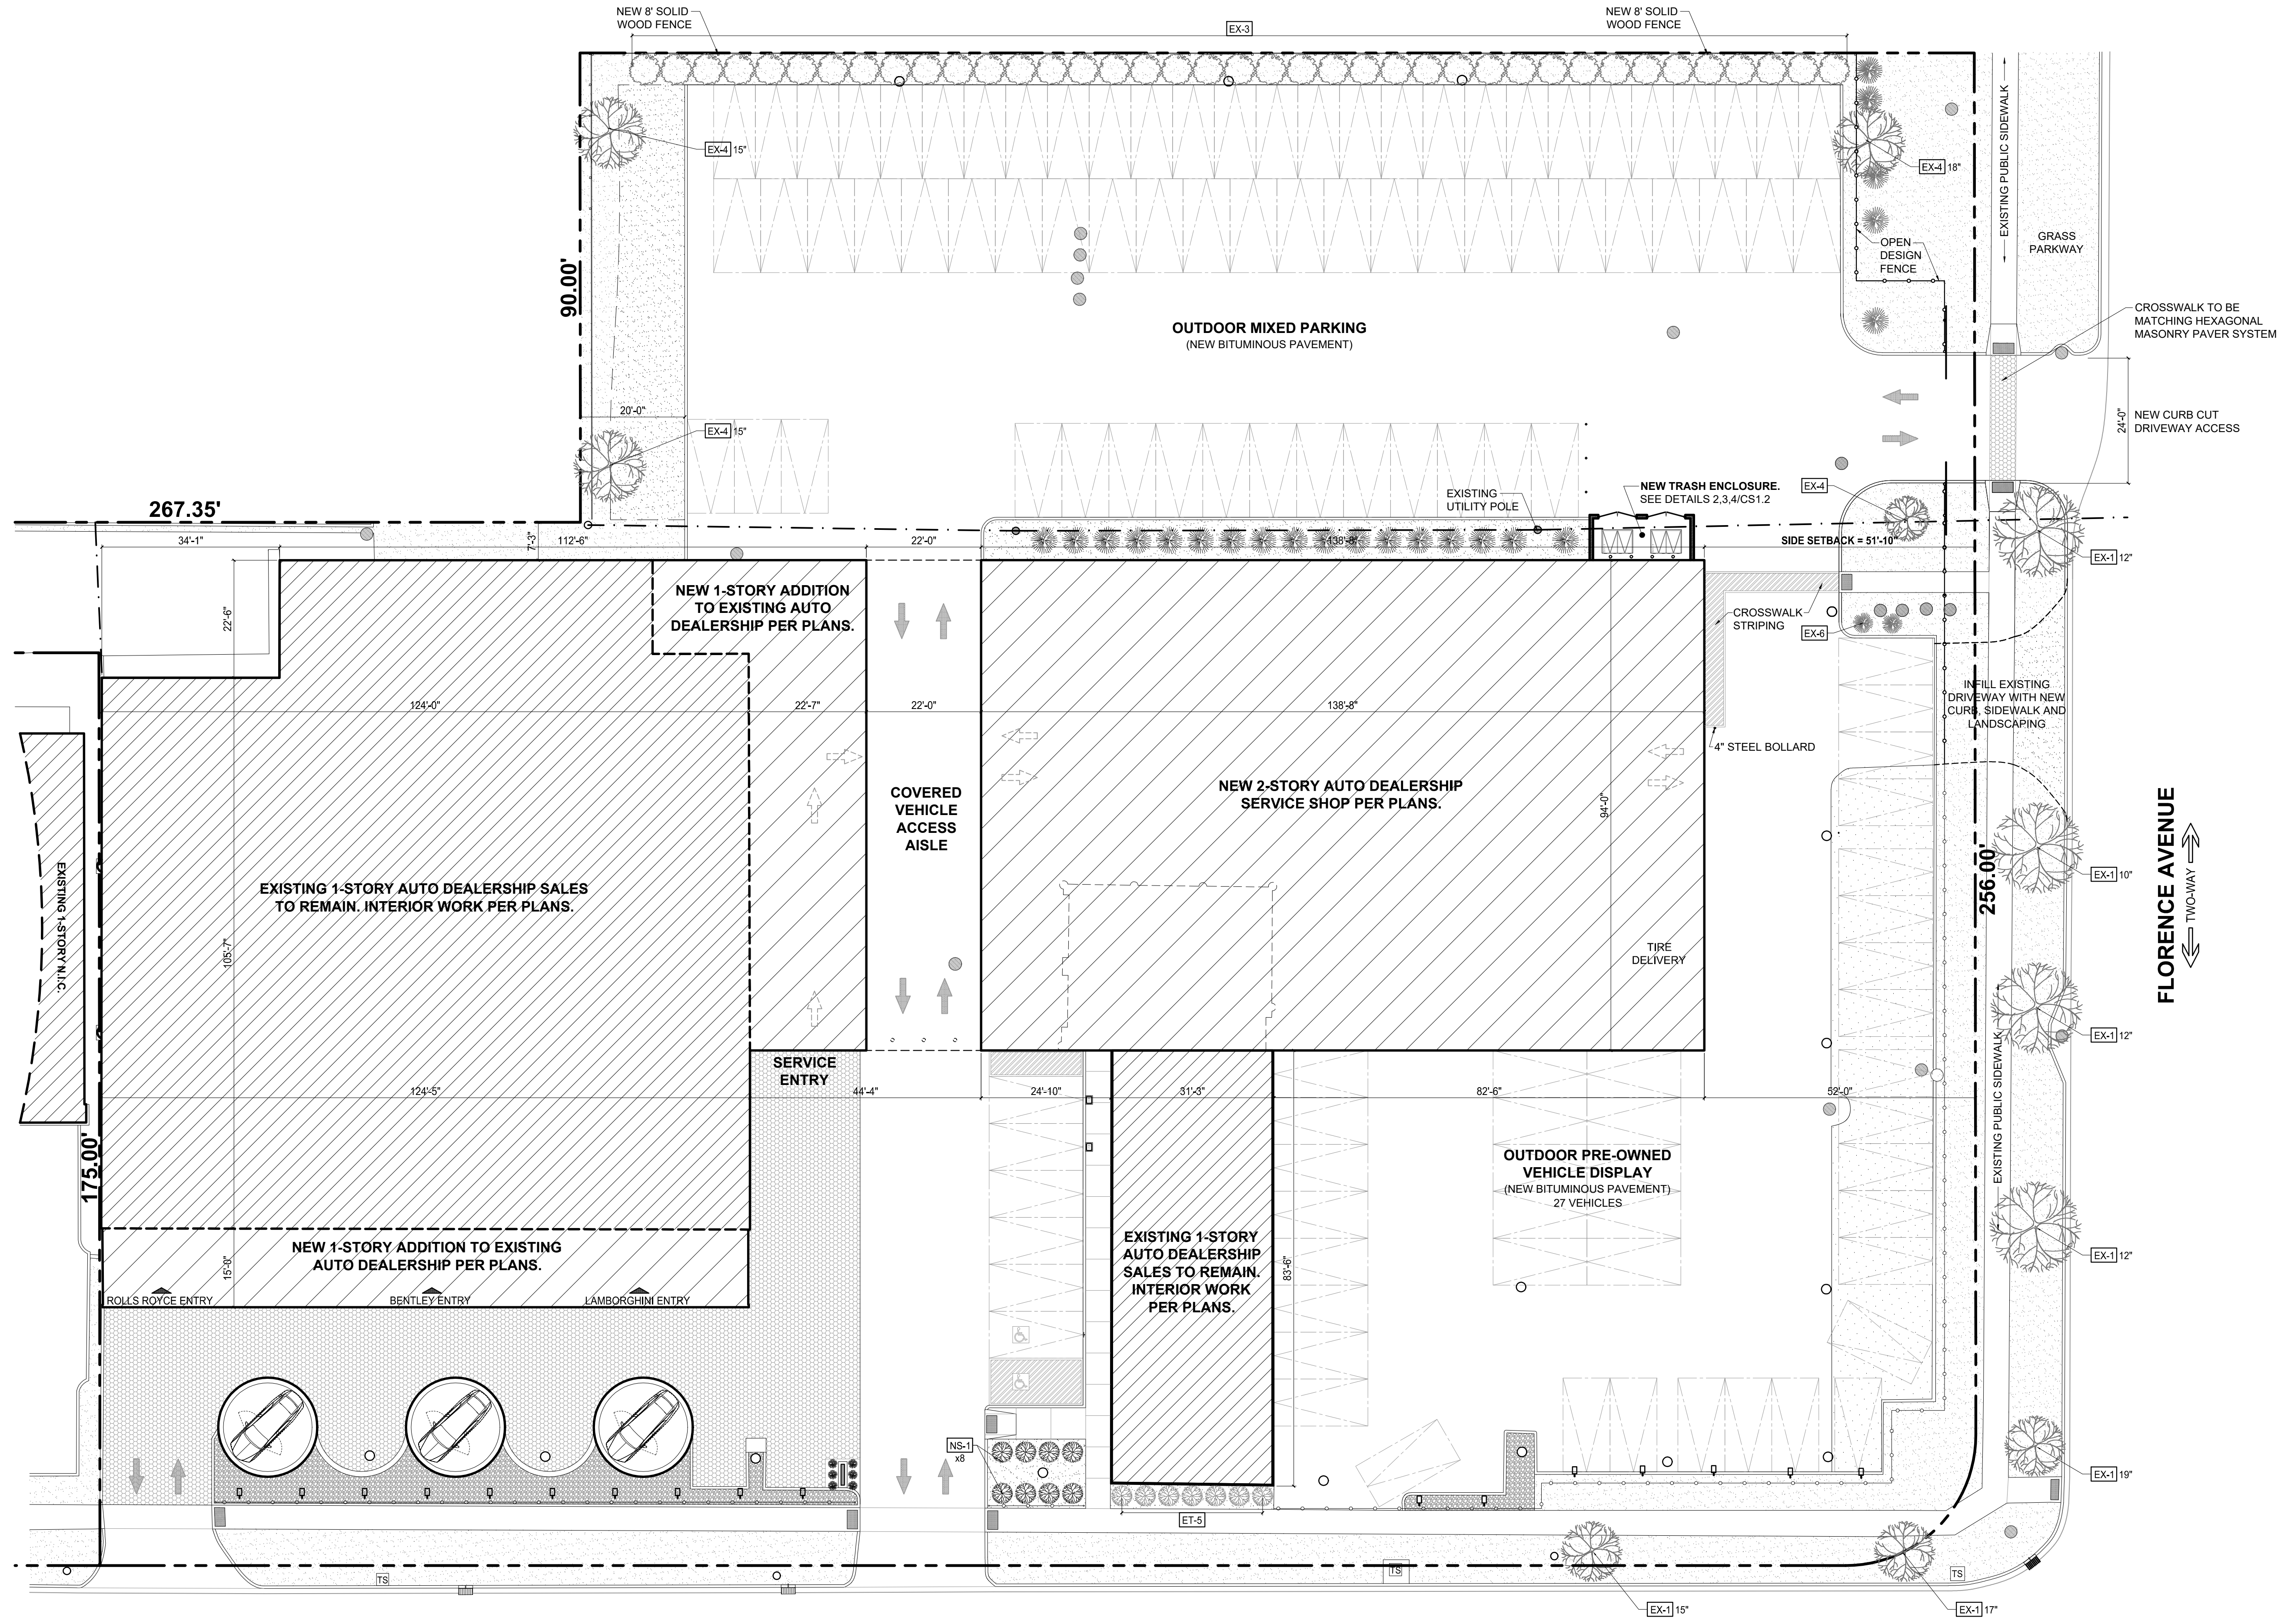 NEW 8' SOLID
WOOD FENCE
EX-3
NEW 8' SOLID
WOOD FENCE
EX-4 15"
EX-4 18"
EXISTING PUBLIC SIDEWALK
GRASS
PARKWAY
OPEN
DESIGN
FENCE
90.00'
OUTDOOR MIXED PARKING
(NEW BITUMINOUS PAVEMENT)
CROSSWALK TO BE
MATCHING HEXAGONAL
MASONRY PAVER SYSTEM
20'-0"
EX-4 15"
24'-0"
NEW CURB CUT
DRIVEWAY ACCESS
267.35'
EXISTING
UTILITY POLE
NEW TRASH ENCLOSURE.
SEE DETAILS 2,3,4/CS1.2
EX-4
34'-1"
7'-3"
112'-6"
22'-0"
138'-8"
SIDE SETBACK = 51'-10"
EX-1 12"
NEW 1-STORY ADDITION
TO EXISTING AUTO
DEALERSHIP PER PLANS.
22'-6"
CROSSWALK
STRIPING
EX-6
INFILL EXISTING
DRIVEWAY WITH NEW
CURB, SIDEWALK AND
LANDSCAPING
124'-0"
22'-7"
22'-0"
138'-8"
4" STEEL BOLLARD
COVERED
VEHICLE
ACCESS
AISLE
NEW 2-STORY AUTO DEALERSHIP
SERVICE SHOP PER PLANS.
94'-0"
256.00'
EX-1 10"
FLORENCE AVENUE
TWO-WAY
EXISTING 1-STORY N.I.C.
EXISTING 1-STORY AUTO DEALERSHIP SALES
TO REMAIN. INTERIOR WORK PER PLANS.
105'-7"
TIRE
DELIVERY
EX-1 12"
SERVICE
ENTRY
124'-5"
44'-4"
24'-10"
31'-3"
82'-6"
52'-0"
EXISTING PUBLIC SIDEWALK
175.00'
OUTDOOR PRE-OWNED
VEHICLE DISPLAY
(NEW BITUMINOUS PAVEMENT)
27 VEHICLES
EX-1 12"
NEW 1-STORY ADDITION TO EXISTING
AUTO DEALERSHIP PER PLANS.
15'-0"
ROLLS ROYCE ENTRY
BENTLEY ENTRY
LAMBORGHINI ENTRY
EXISTING 1-STORY
AUTO DEALERSHIP
SALES TO REMAIN.
INTERIOR WORK
PER PLANS.
83'-6"
NS-1
x8
EX-1 19"
ET-5
TS
TS
TS
EX-1 15"
EX-1 17"